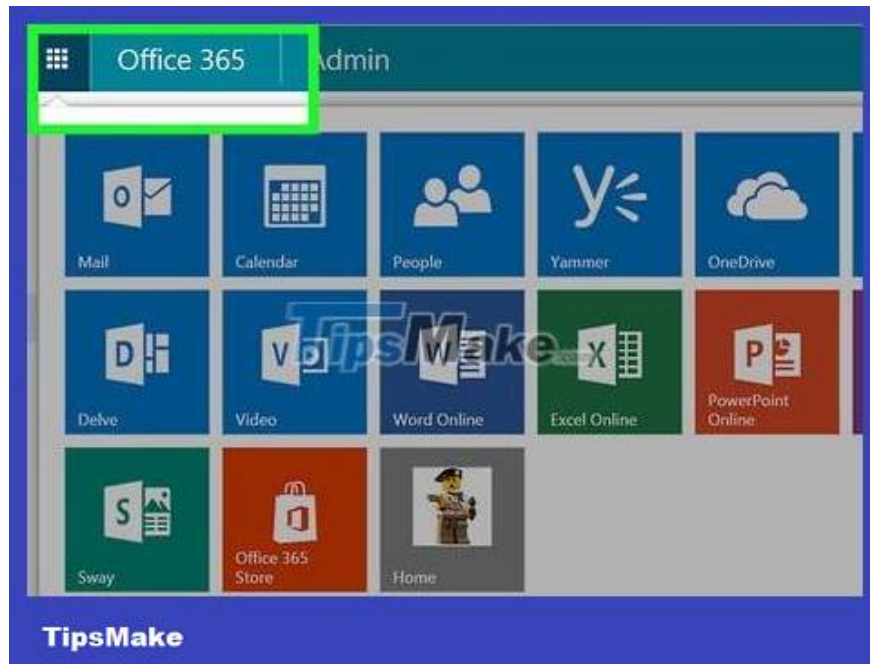 Office 365 Admin
Mail Calendar People Yammer OneDrive
TipsMake.com
Delve Video Word Online Excel Online PowerPoint
Online
Sway Office 365
Store Home
TipsMake